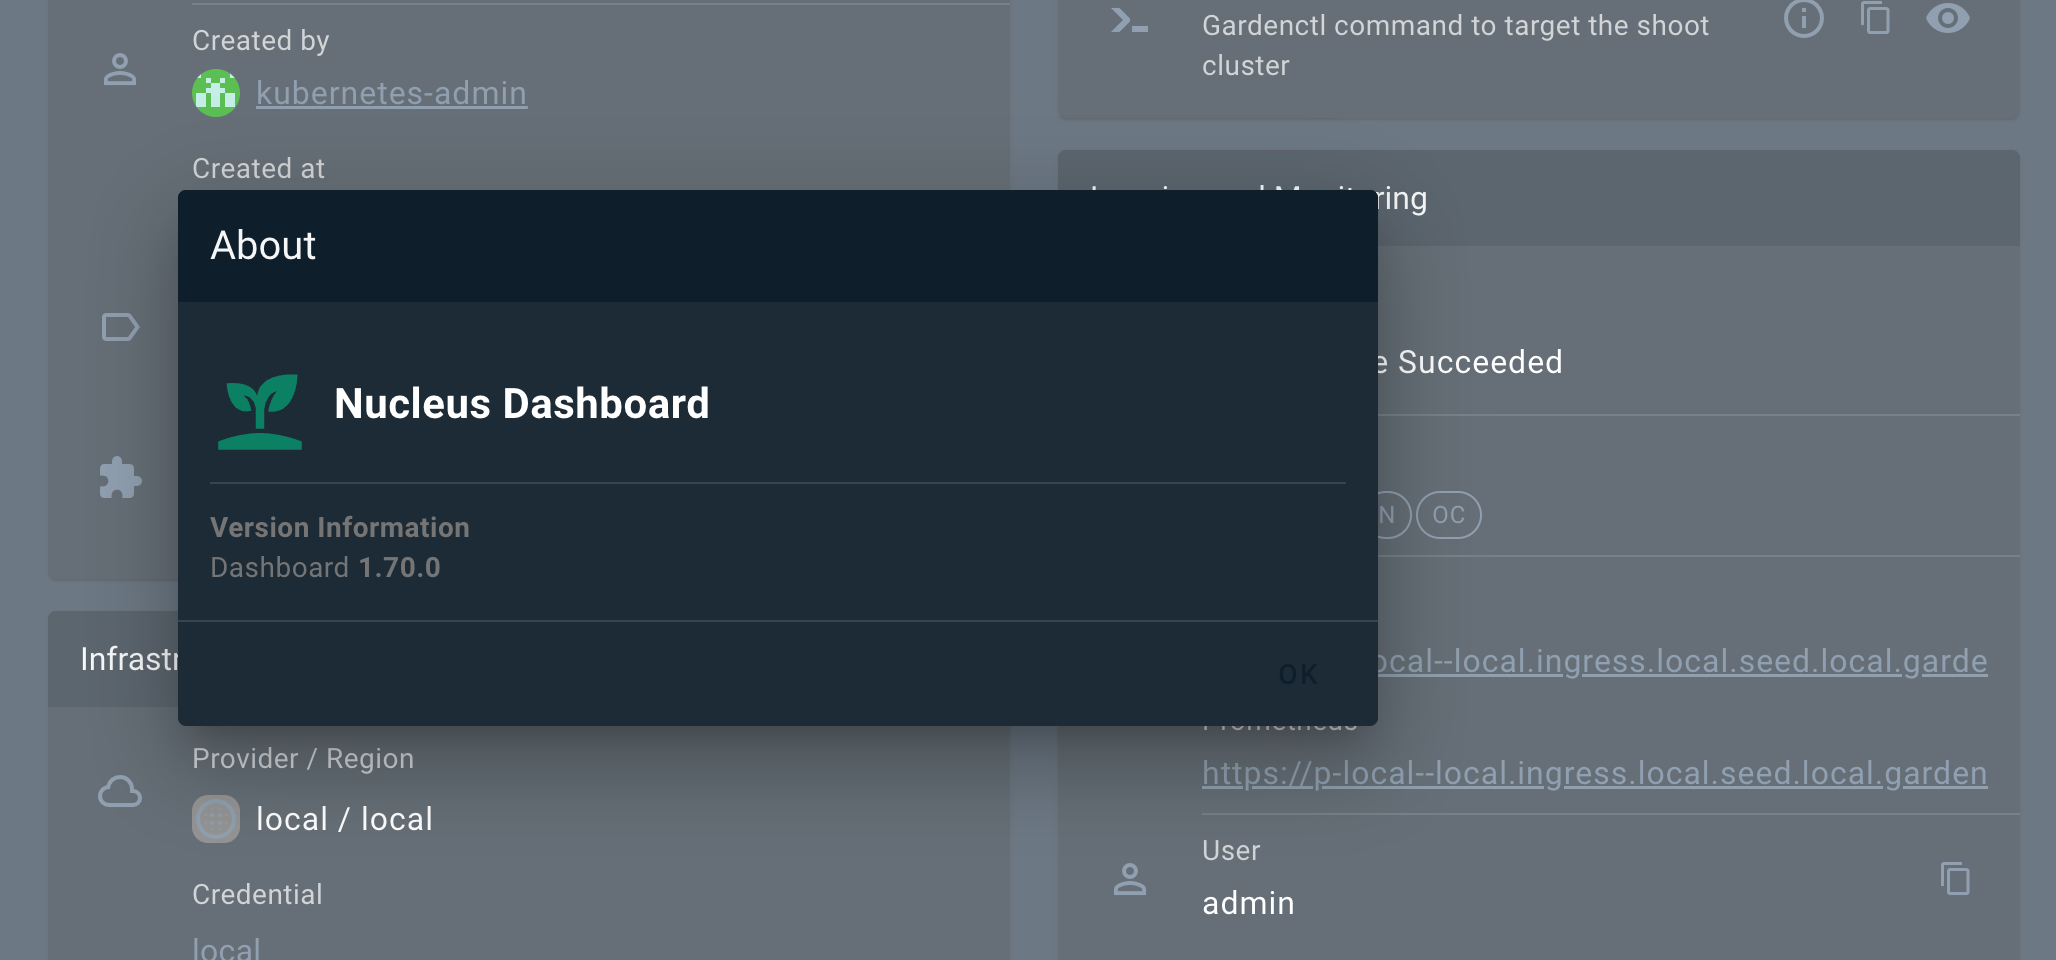 Created by
kubernetes-admin
Created at
Gardenctl command to target the shoot
cluster
ring
About
Nucleus Dashboard
Version Information
Dashboard 1.70.0
OK
e Succeeded
N
OC
ocal--local.ingress.local.seed.local.garde
Prometheus
https://p-local--local.ingress.local.seed.local.garden
User
admin
Infrastr
Provider / Region
local / local
Credential
local